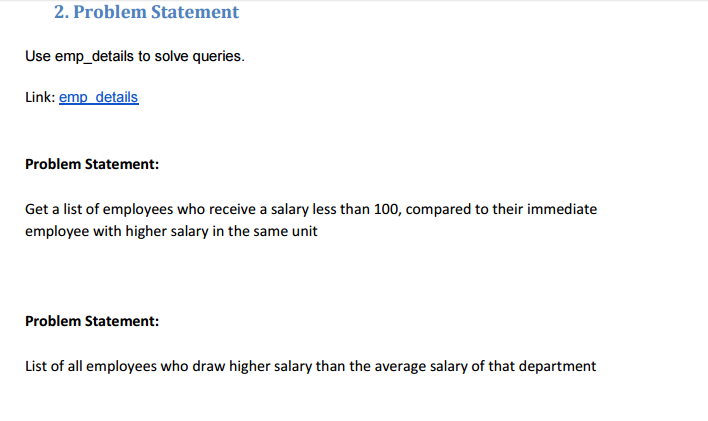 2. Problem Statement
Use emp_details to solve queries.
Link: emp_details
Problem Statement:
Get a list of employees who receive a salary less than 100, compared to their immediate
employee with higher salary in the same unit
Problem Statement:
List of all employees who draw higher salary than the average salary of that department